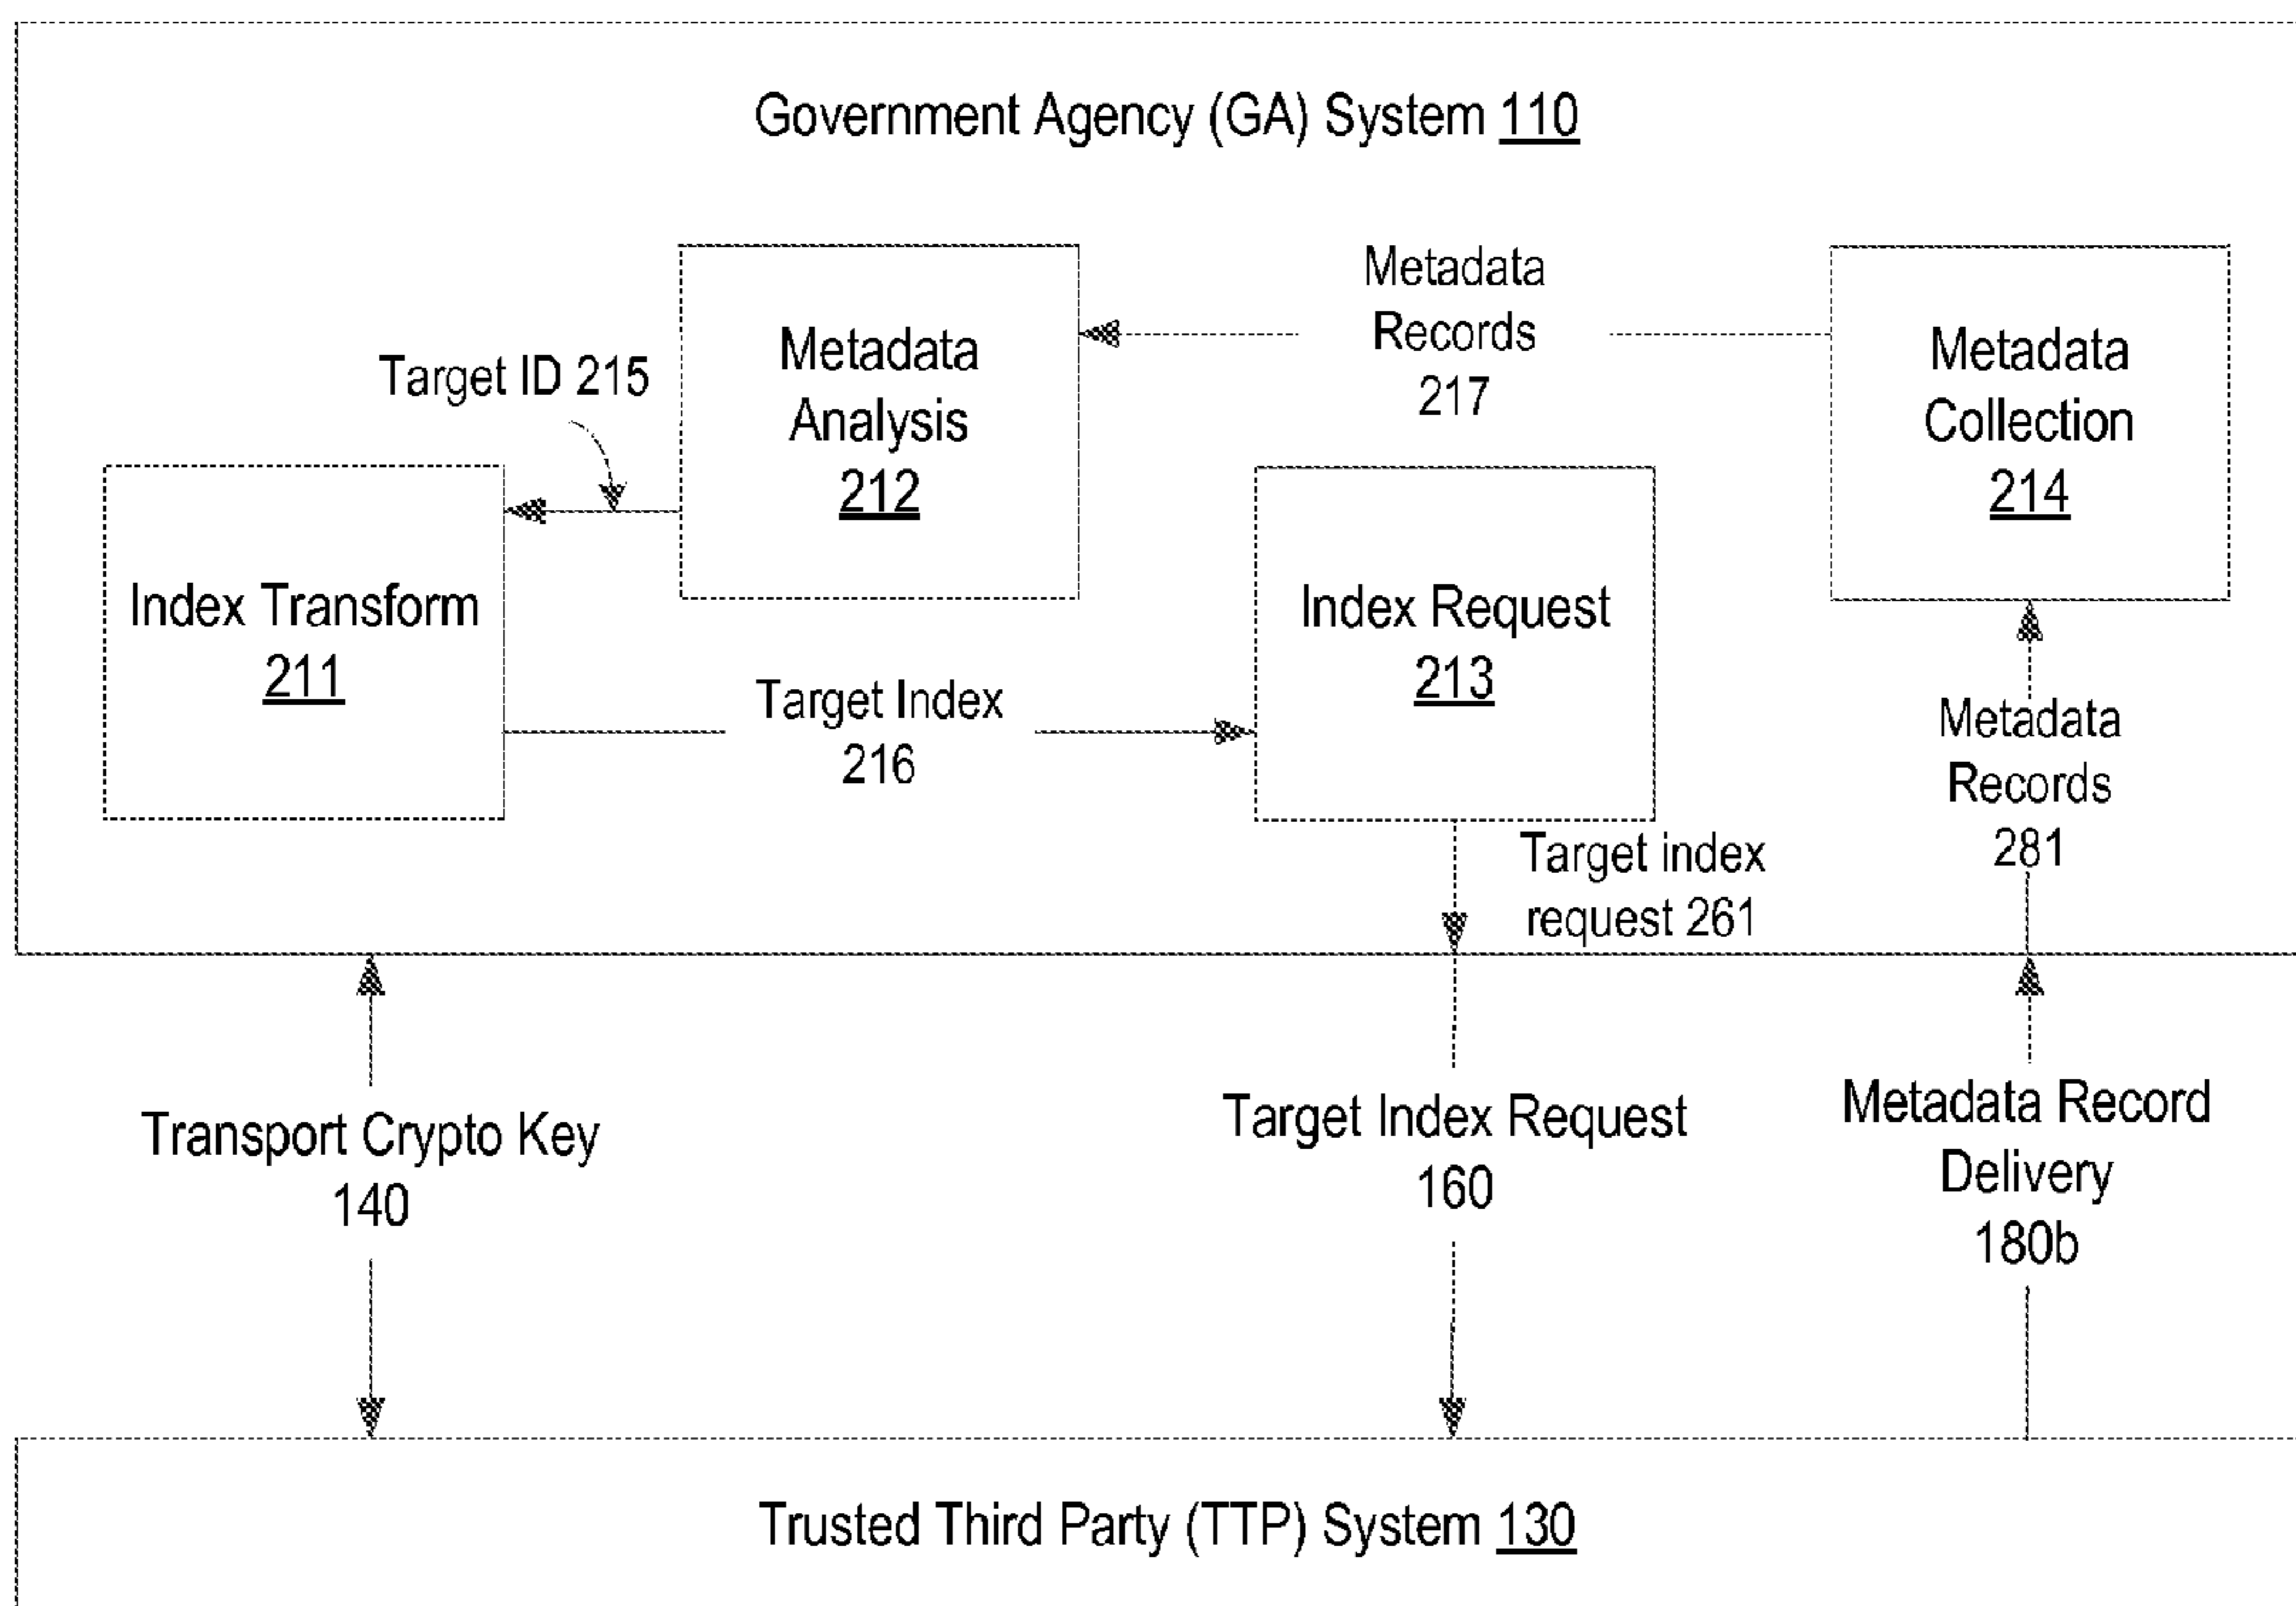 Government Agency (GA) System 110
Metadata
Records
217
Metadata
Analysis
212
Metadata
Collection
214
Target ID 215
Index Transform
211
Index Request
213
Target Index
216
Metadata
Records
281
Target index
request 261
Transport Crypto Key
140
Target Index Request
160
Metadata Record
Delivery
180b
Trusted Third Party (TTP) System 130